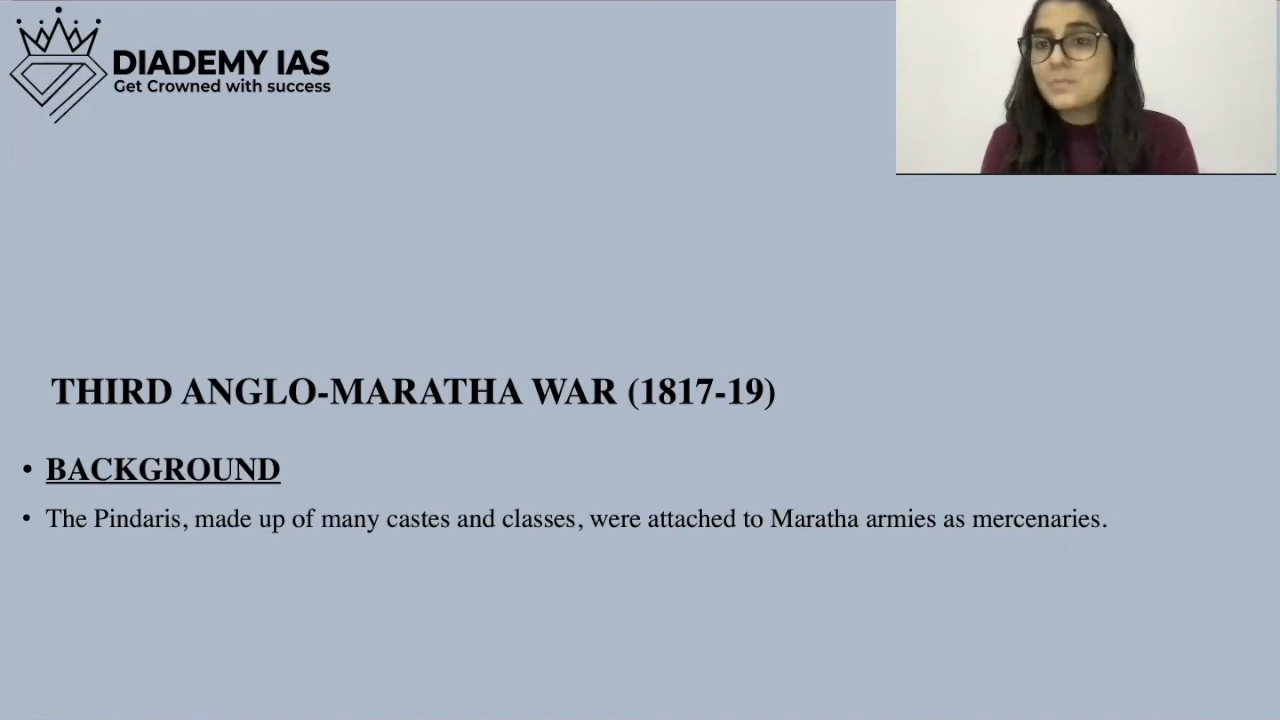 DIADEMY IAS
Get Crowned with success
THIRD ANGLO-MARATHA WAR (1817-19)
• BACKGROUND
• The Pindaris, made up of many castes and classes, were attached to Maratha armies as mercenaries.